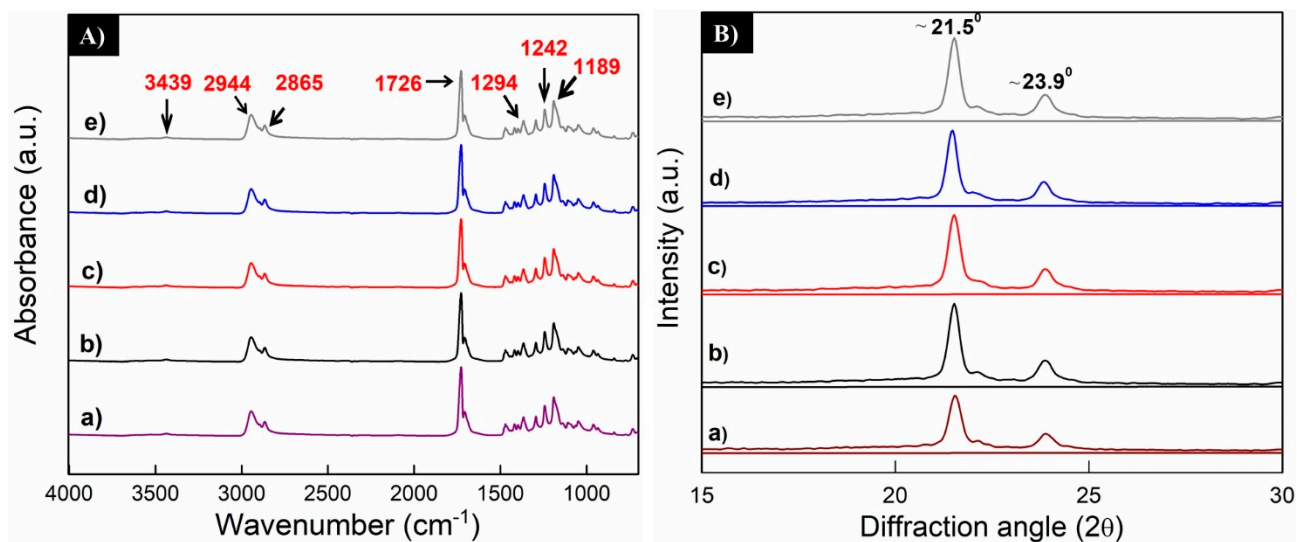 A)
3439
2944
2865
1726
1294
1242
1189
e)
d)
c)
b)
a)
Absorbance (a.u.)
4000 3500 3000 2500 2000 1500 1000
Wavenumber (cm⁻¹)
B)
~ 21.5⁰
~23.9⁰
e)
d)
c)
b)
a)
Intensity (a.u.)
15 20 25 30
Diffraction angle (2θ)